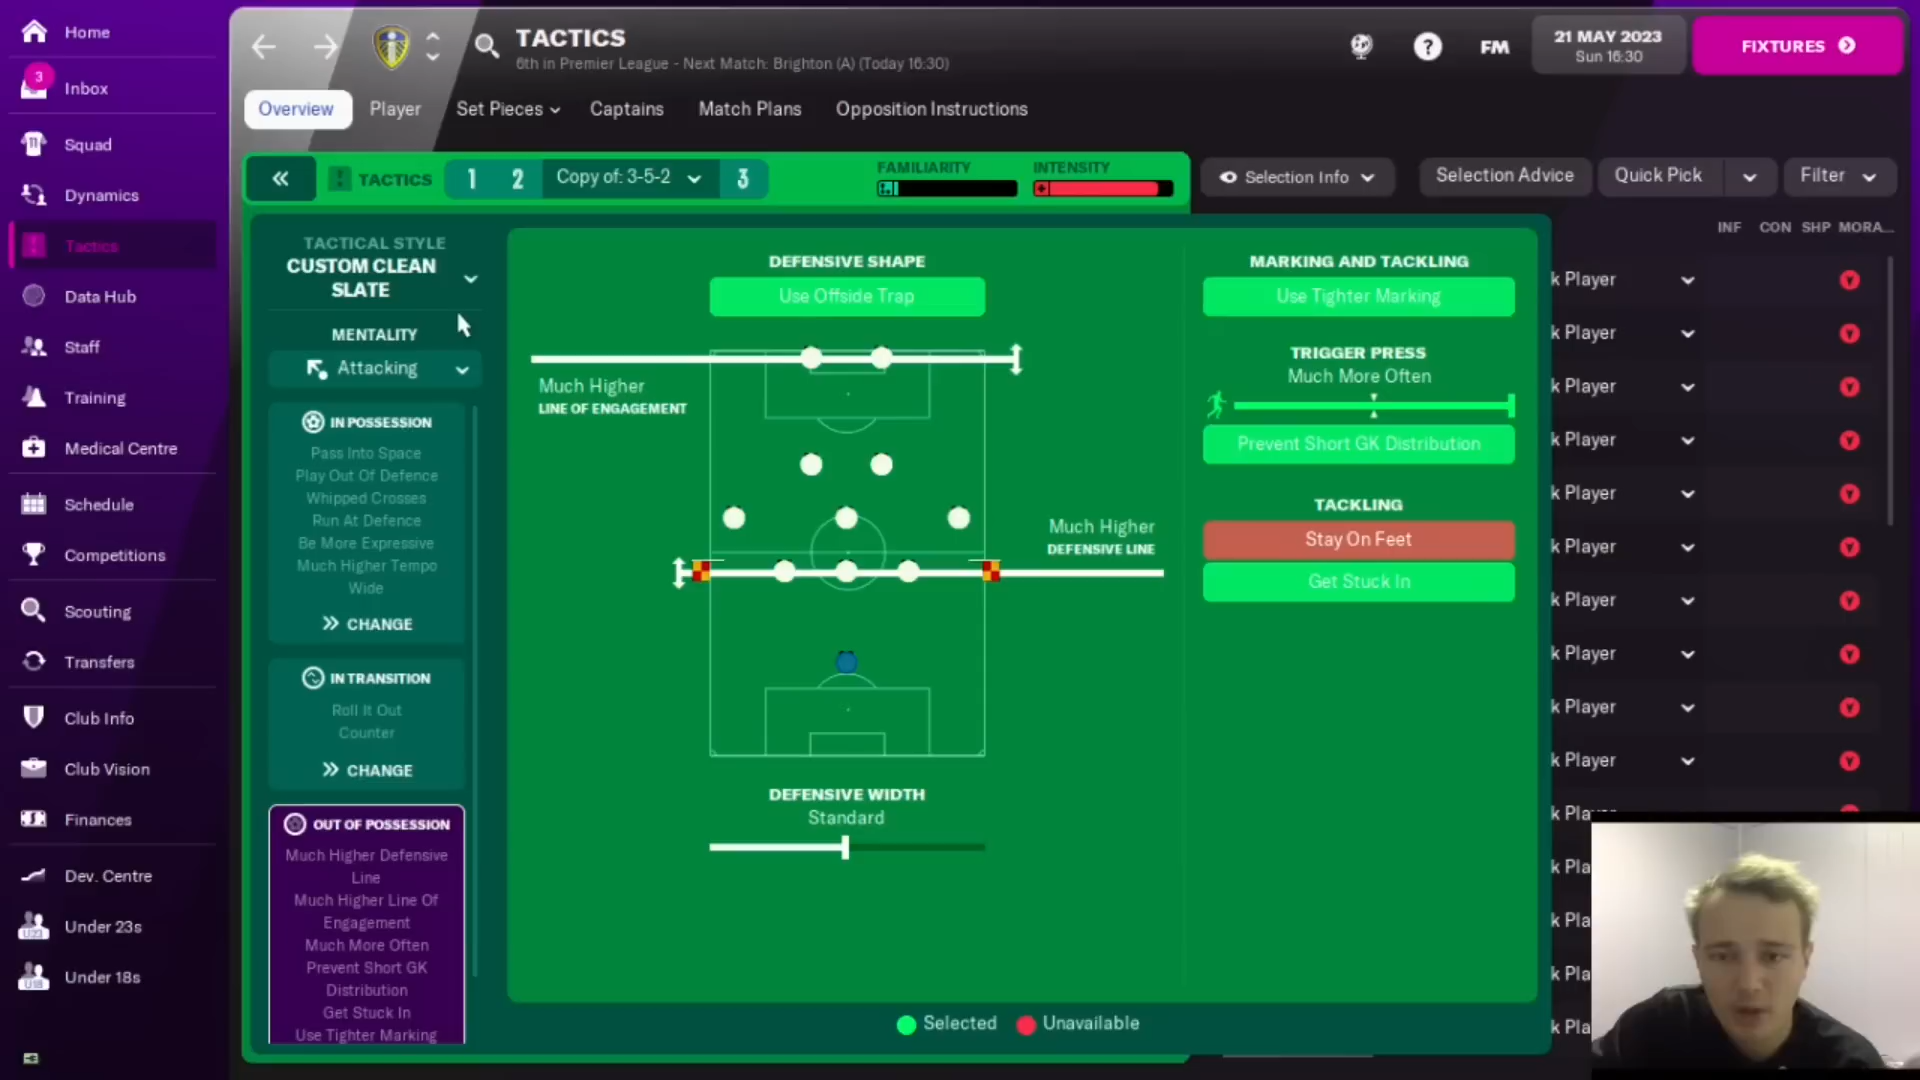 Home
TACTICS
6th in Premier League - Next Match: Brighton (A) (Today 16:30)
FM
21 MAY 2023
Sun 16:30
FIXTURES
3
Inbox
Overview
Player
Set Pieces
Captains
Match Plans
Opposition Instructions
Squad
Dynamics
Tactics
Data Hub
Staff
Training
Medical Centre
Schedule
Competitions
Scouting
Transfers
Club Info
Club Vision
Finances
Dev. Centre
Under 23s
Under 18s
TACTICS
1
2
Copy of: 3-5-2
3
FAMILIARITY
INTENSITY
Selection Info
Selection Advice
Quick Pick
Filter
INF CON SHP MORA...
TACTICAL STYLE
CUSTOM CLEAN
SLATE
MENTALITY
Attacking
IN POSSESSION
Pass Into Space
Play Out Of Defence
Whipped Crosses
Run At Defence
Be More Expressive
Much Higher Tempo
Wide
CHANGE
IN TRANSITION
Roll It Out
Counter
CHANGE
OUT OF POSSESSION
Much Higher Defensive
Line
Much Higher Line Of
Engagement
Much More Often
Prevent Short GK
Distribution
Get Stuck In
Use Tighter Marking
DEFENSIVE SHAPE
Use Offside Trap
Much Higher
LINE OF ENGAGEMENT
Much Higher
DEFENSIVE LINE
DEFENSIVE WIDTH
Standard
MARKING AND TACKLING
Use Tighter Marking
TRIGGER PRESS
Much More Often
Prevent Short GK Distribution
TACKLING
Stay On Feet
Get Stuck In
Selected
Unavailable
k Player
k Player
k Player
k Player
k Player
k Player
k Player
k Player
k Player
k Player
k Pla
k Pla
k Pla
k Pla
k Pla